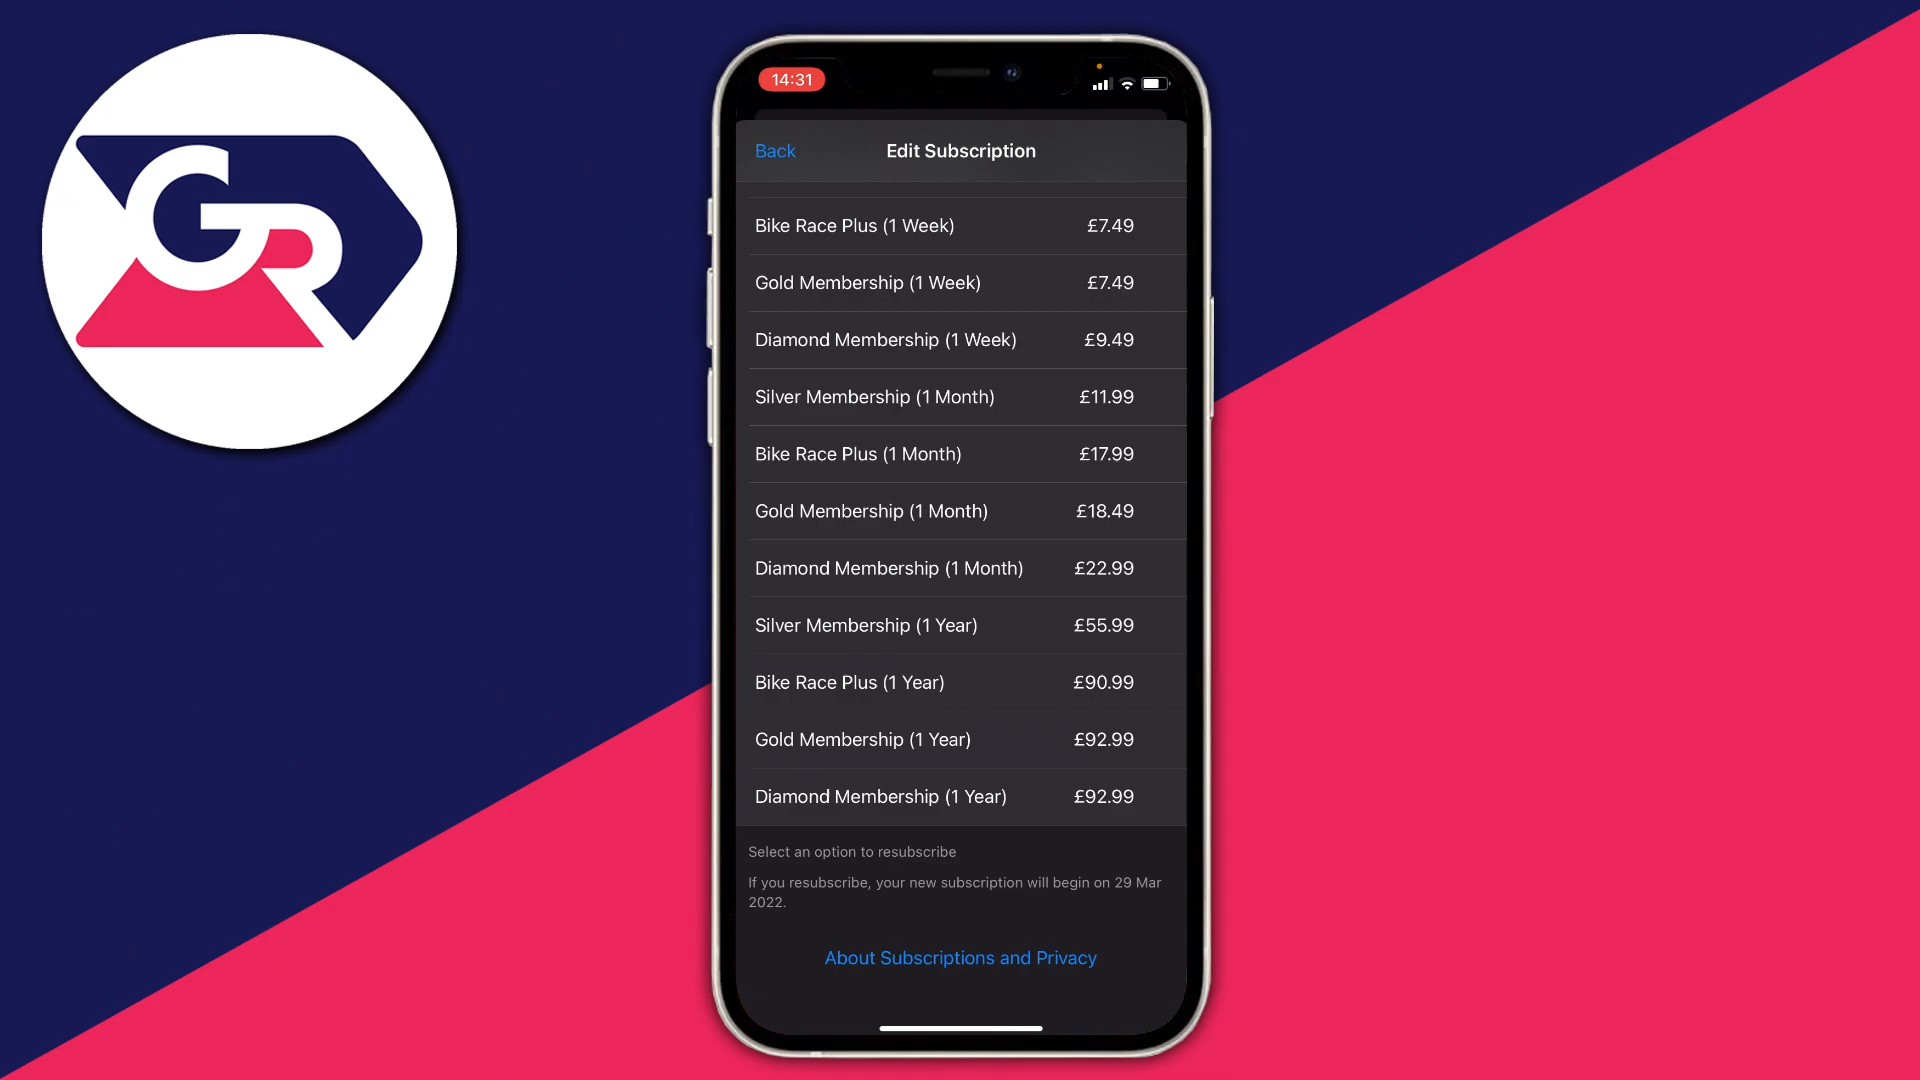 GR
14:31
Back Edit Subscription
Bike Race Plus (1 Week) £7.49
Gold Membership (1 Week) £7.49
Diamond Membership (1 Week) £9.49
Silver Membership (1 Month) £11.99
Bike Race Plus (1 Month) £17.99
Gold Membership (1 Month) £18.49
Diamond Membership (1 Month) £22.99
Silver Membership (1 Year) £55.99
Bike Race Plus (1 Year) £90.99
Gold Membership (1 Year) £92.99
Diamond Membership (1 Year) £92.99
Select an option to resubscribe
If you resubscribe, your new subscription will begin on 29 Mar
2022.
About Subscriptions and Privacy